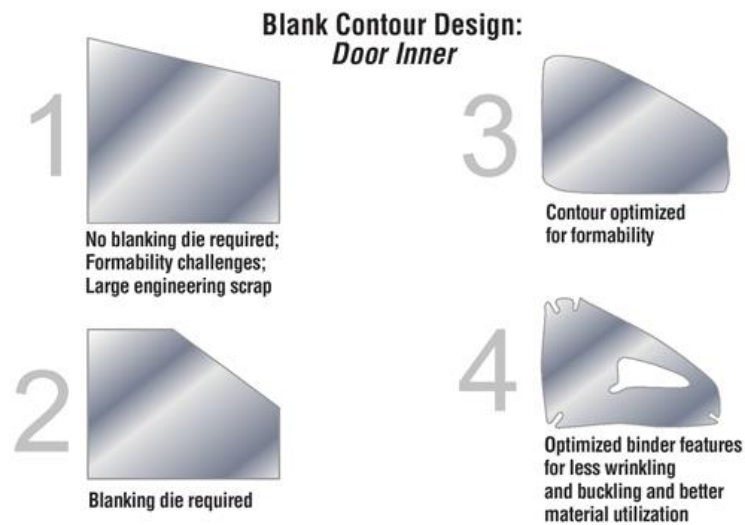 Blank Contour Design:
Door Inner
1
No blanking die required;
Formability challenges;
Large engineering scrap
2
Blanking die required
3
Contour optimized
for formability
4
Optimized binder features
for less wrinkling
and buckling and better
material utilization